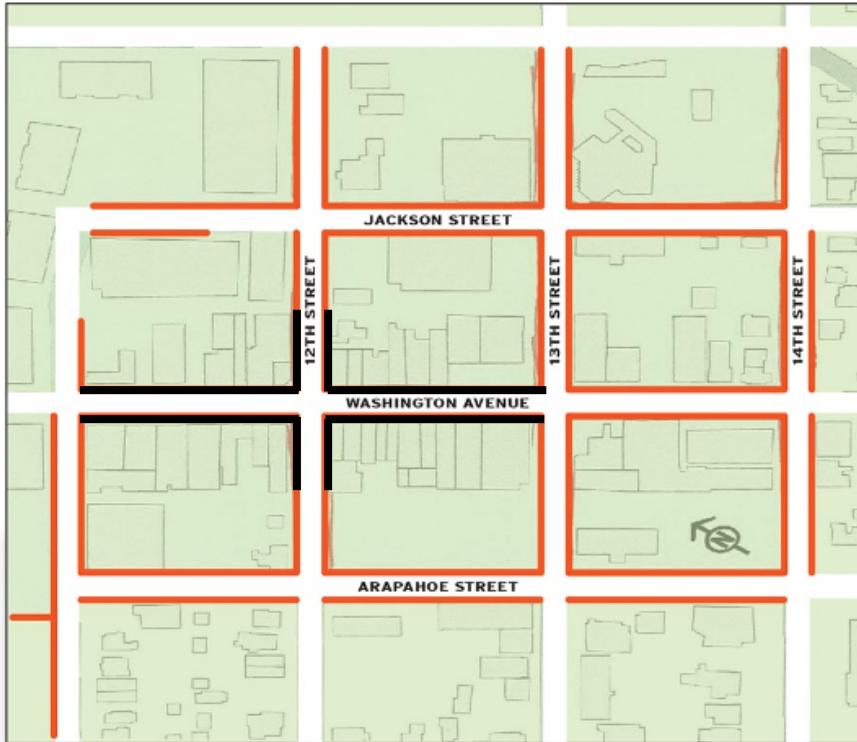 JACKSON STREET
12TH STREET
13TH STREET
14TH STREET
WASHINGTON AVENUE
N
ARAPAHOE STREET